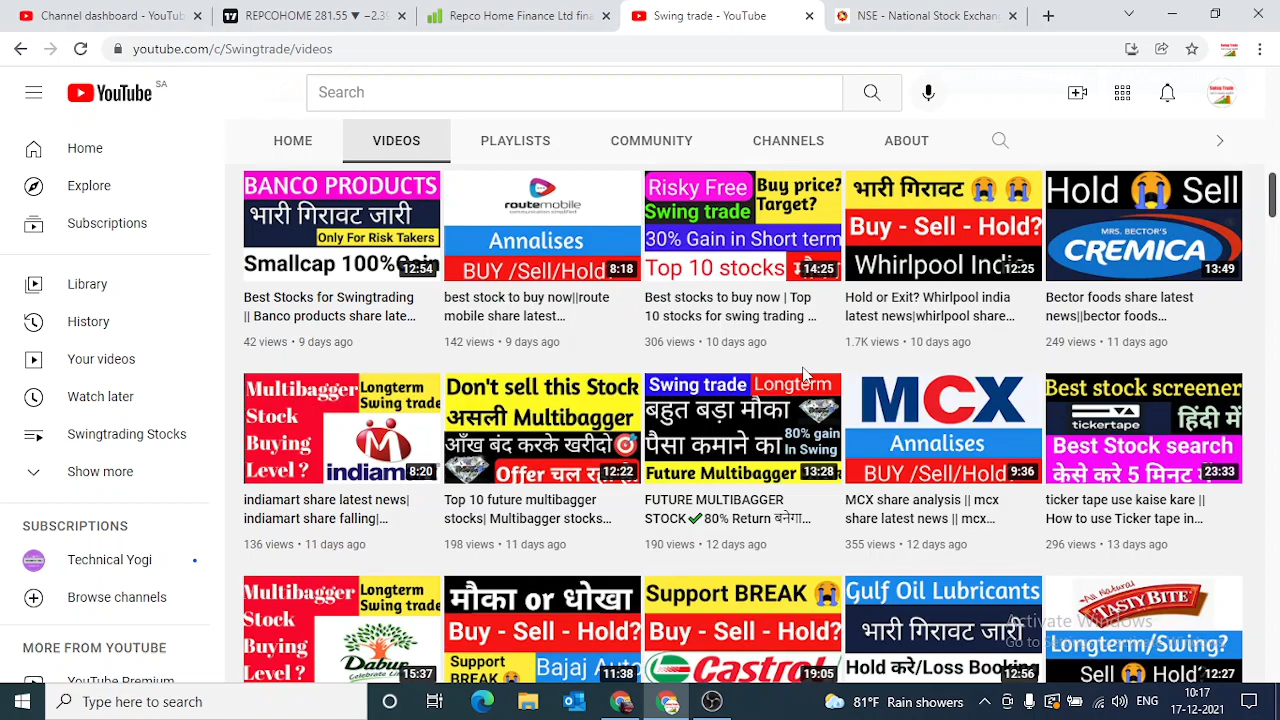 Channel dashboard - YouTub
REPCOHOME 281.55 ▼ −2.39
Repco Home Finance Ltd fina
Swing trade - YouTube
NSE - National Stock Exchan
youtube.com/c/Swingtrade/videos
YouTube SA
Search
Swing Trade
HOME
VIDEOS
PLAYLISTS
COMMUNITY
CHANNELS
ABOUT
Home
Explore
Subscriptions
Library
History
Your videos
Watch later
Swingtrading Stocks
Show more
SUBSCRIPTIONS
Technical Yogi
Browse channels
MORE FROM YOUTUBE
YouTube Premium
BANCO PRODUCTS
भारी गिरावट जारी
Only For Risk Takers
Smallcap 100%Gain
12:54
Best Stocks for Swingtrading
|| Banco products share late…
42 views • 9 days ago
routemobile
communication simplified
Annalises
BUY /Sell/Hold
8:18
best stock to buy now||route
mobile share latest…
142 views • 9 days ago
Risky Free
Swing trade
Buy price?
Target?
30% Gain in Short term
Top 10 stocks
14:25
Best stocks to buy now | Top
10 stocks for swing trading …
306 views • 10 days ago
भारी गिरावट 😭 😭
Buy - Sell - Hold?
Whirlpool India
12:25
Hold or Exit? Whirlpool india
latest news|whirlpool share…
1.7K views • 10 days ago
Hold 😭 Sell
MRS. BECTOR'S
CREMICA
13:49
Bector foods share latest
news||bector foods…
249 views • 11 days ago
Multibagger
Stock
Buying
Level ?
Longterm
Swing trade
indiam
8:20
indiamart share latest news|
indiamart share falling|…
136 views • 11 days ago
Don't sell this Stock
असली Multibagger
आँख बंद करके खरीदो🎯
Offer चल रहा
12:22
Top 10 future multibagger
stocks| Multibagger stocks…
198 views • 11 days ago
Swing trade Longterm
बहुत बड़ा मौका
पैसा कमाने का
80% gain
In Swing
Future Multibagger
13:28
FUTURE MULTIBAGGER
STOCK✔80% Return बनेगा…
190 views • 12 days ago
MCX
Annalises
BUY /Sell/Hold
9:36
MCX share analysis || mcx
share latest news || mcx…
355 views • 12 days ago
Best stock screener
tickertape
हिंदी में
Best Stock search
केसे करे 5 मिनट
23:33
ticker tape use kaise kare ||
How to use Ticker tape in…
296 views • 13 days ago
Multibagger
Stock
Buying
Level ?
Longterm
Swing trade
Dabur
Celebrate Life
15:37
मौका or धोखा
Buy - Sell - Hold?
Support
BREAK 😭
Bajaj Auto
11:38
Support BREAK 😭
Buy - Sell - Hold?
Castrol
19:05
Gulf Oil Lubricants
भारी गिरावट जारी
Hold करे/Loss Booking
12:56
All Natural
TASTY BITE
Longterm/Swing?
Sell 😭 Hold
12:27
Activate Windows
Type here to search
81°F Rain showers
ENG
10:17
17-12-2021